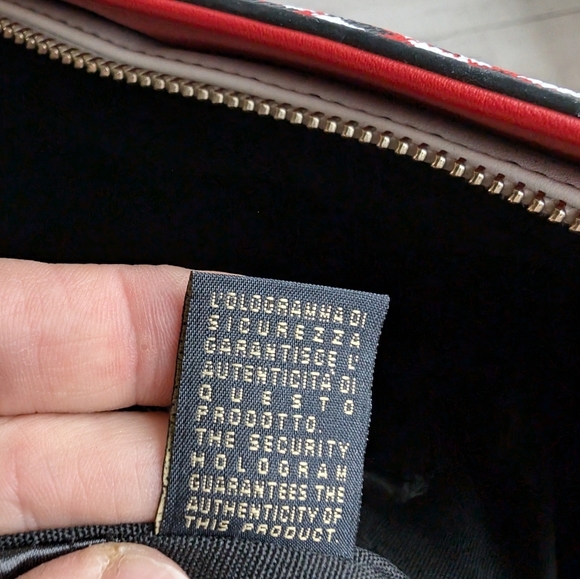 L'OLOGRAMMA DI
SICUREZZA
GARANTISCE L'
AUTENTICITÀ DI
QUESTO
PRODOTTO.
THE SECURITY
HOLOGRAM
GUARANTEES THE
AUTHENTICITY OF
THIS PRODUCT